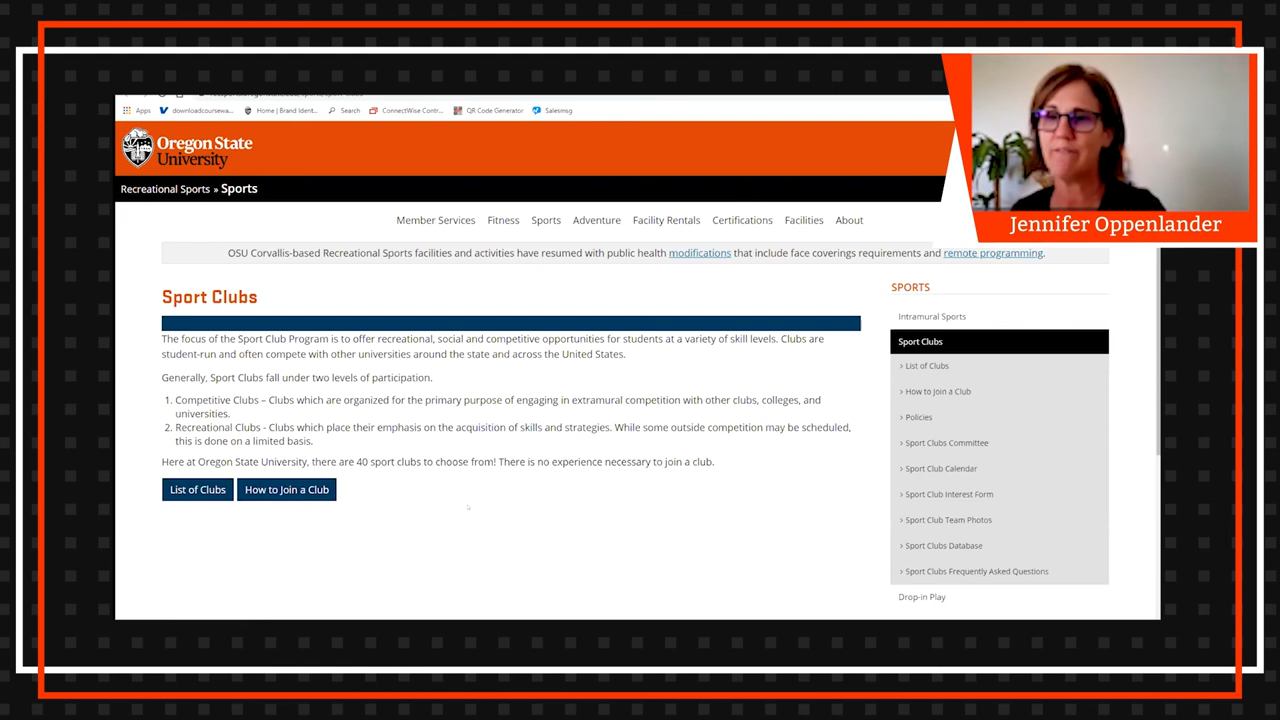 Apps
downloadcoursewa...
Home | Brand Ident...
Search
ConnectWise Contr...
QR Code Generator
Salesmsg
Oregon State
University
Recreational Sports » Sports
Jennifer Oppenlander
Member Services Fitness Sports Adventure Facility Rentals Certifications Facilities About
OSU Corvallis-based Recreational Sports facilities and activities have resumed with public health modifications that include face coverings requirements and remote programming.
Sport Clubs
The focus of the Sport Club Program is to offer recreational, social and competitive opportunities for students at a variety of skill levels. Clubs are
student-run and often compete with other universities around the state and across the United States.
Generally, Sport Clubs fall under two levels of participation.
1. Competitive Clubs – Clubs which are organized for the primary purpose of engaging in extramural competition with other clubs, colleges, and
universities.
2. Recreational Clubs - Clubs which place their emphasis on the acquisition of skills and strategies. While some outside competition may be scheduled,
this is done on a limited basis.
Here at Oregon State University, there are 40 sport clubs to choose from! There is no experience necessary to join a club.
List of Clubs
How to Join a Club
SPORTS
Intramural Sports
Sport Clubs
> List of Clubs
> How to Join a Club
> Policies
> Sport Clubs Committee
> Sport Club Calendar
> Sport Club Interest Form
> Sport Club Team Photos
> Sport Clubs Database
> Sport Clubs Frequently Asked Questions
Drop-in Play